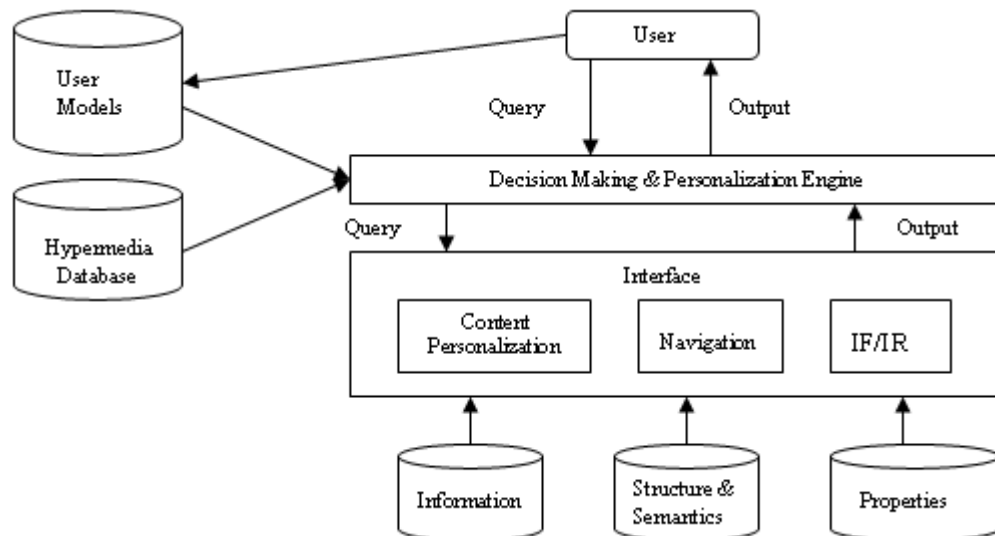 User
User
Models
Query
Output
Decision Making & Personalization Engine
Hypermedia
Database
Query
Output
Interface
Content
Personalization
Navigation
IF/IR
Information
Structure &
Semantics
Properties